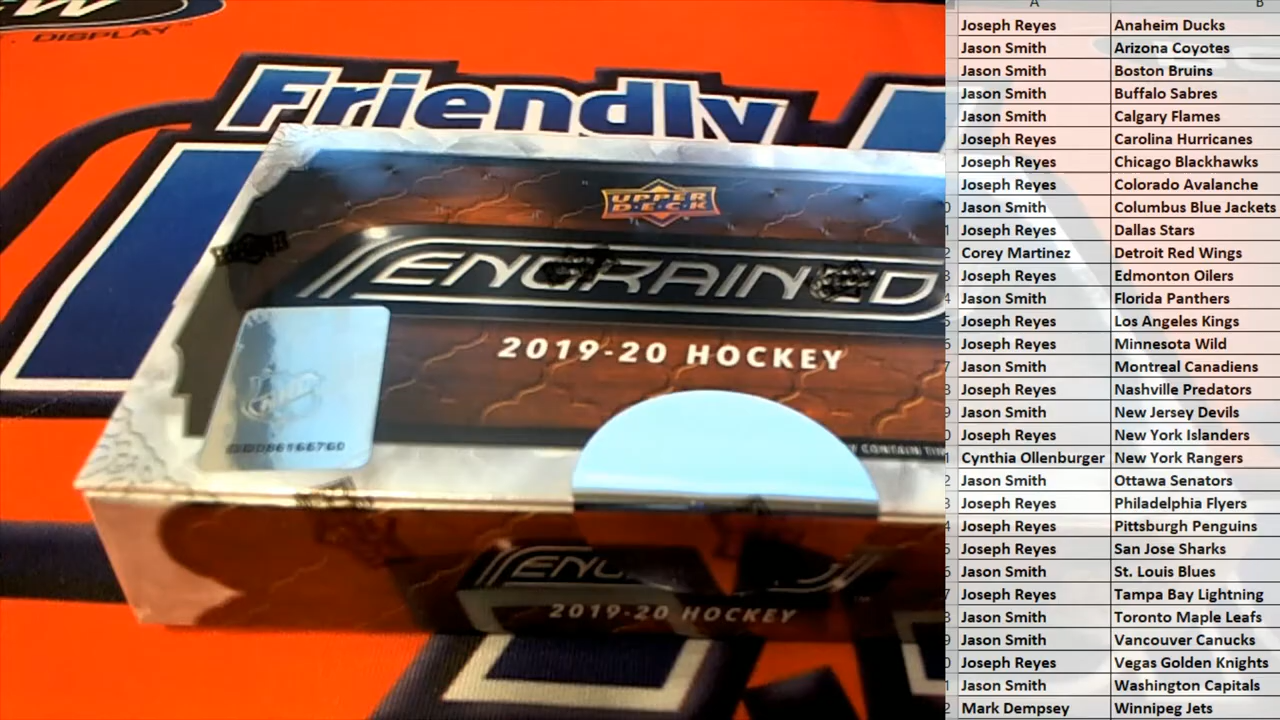 EW
DISPLAY
Friendly
UPPER
DECK
ENGRAINED
2019-20 HOCKEY
CONTAIN
2019-20 HOCKEY
A B
Joseph Reyes Anaheim Ducks
Jason Smith Arizona Coyotes
Jason Smith Boston Bruins
Jason Smith Buffalo Sabres
Jason Smith Calgary Flames
Joseph Reyes Carolina Hurricanes
Joseph Reyes Chicago Blackhawks
Joseph Reyes Colorado Avalanche
Jason Smith Columbus Blue Jackets
Joseph Reyes Dallas Stars
Corey Martinez Detroit Red Wings
Joseph Reyes Edmonton Oilers
Jason Smith Florida Panthers
Joseph Reyes Los Angeles Kings
Joseph Reyes Minnesota Wild
Jason Smith Montreal Canadiens
Joseph Reyes Nashville Predators
Jason Smith New Jersey Devils
Joseph Reyes New York Islanders
Cynthia Ollenburger New York Rangers
Jason Smith Ottawa Senators
Joseph Reyes Philadelphia Flyers
Joseph Reyes Pittsburgh Penguins
Joseph Reyes San Jose Sharks
Jason Smith St. Louis Blues
Joseph Reyes Tampa Bay Lightning
Jason Smith Toronto Maple Leafs
Jason Smith Vancouver Canucks
Joseph Reyes Vegas Golden Knights
Jason Smith Washington Capitals
Mark Dempsey Winnipeg Jets